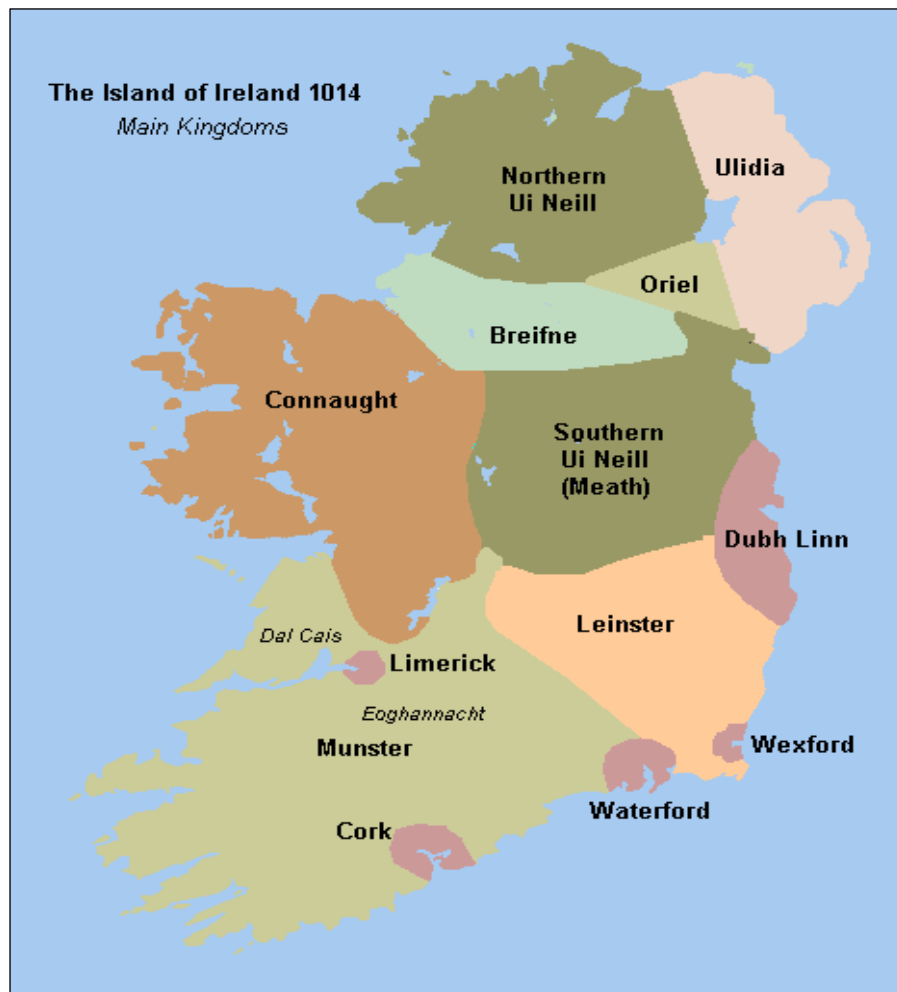 The Island of Ireland 1014
Main Kingdoms
Northern
Ui Neill
Ulidia
Oriel
Breifne
Connaught
Southern
Ui Neill
(Meath)
Dubh Linn
Leinster
Dal Cais
Limerick
Eoghannacht
Munster
Wexford
Waterford
Cork